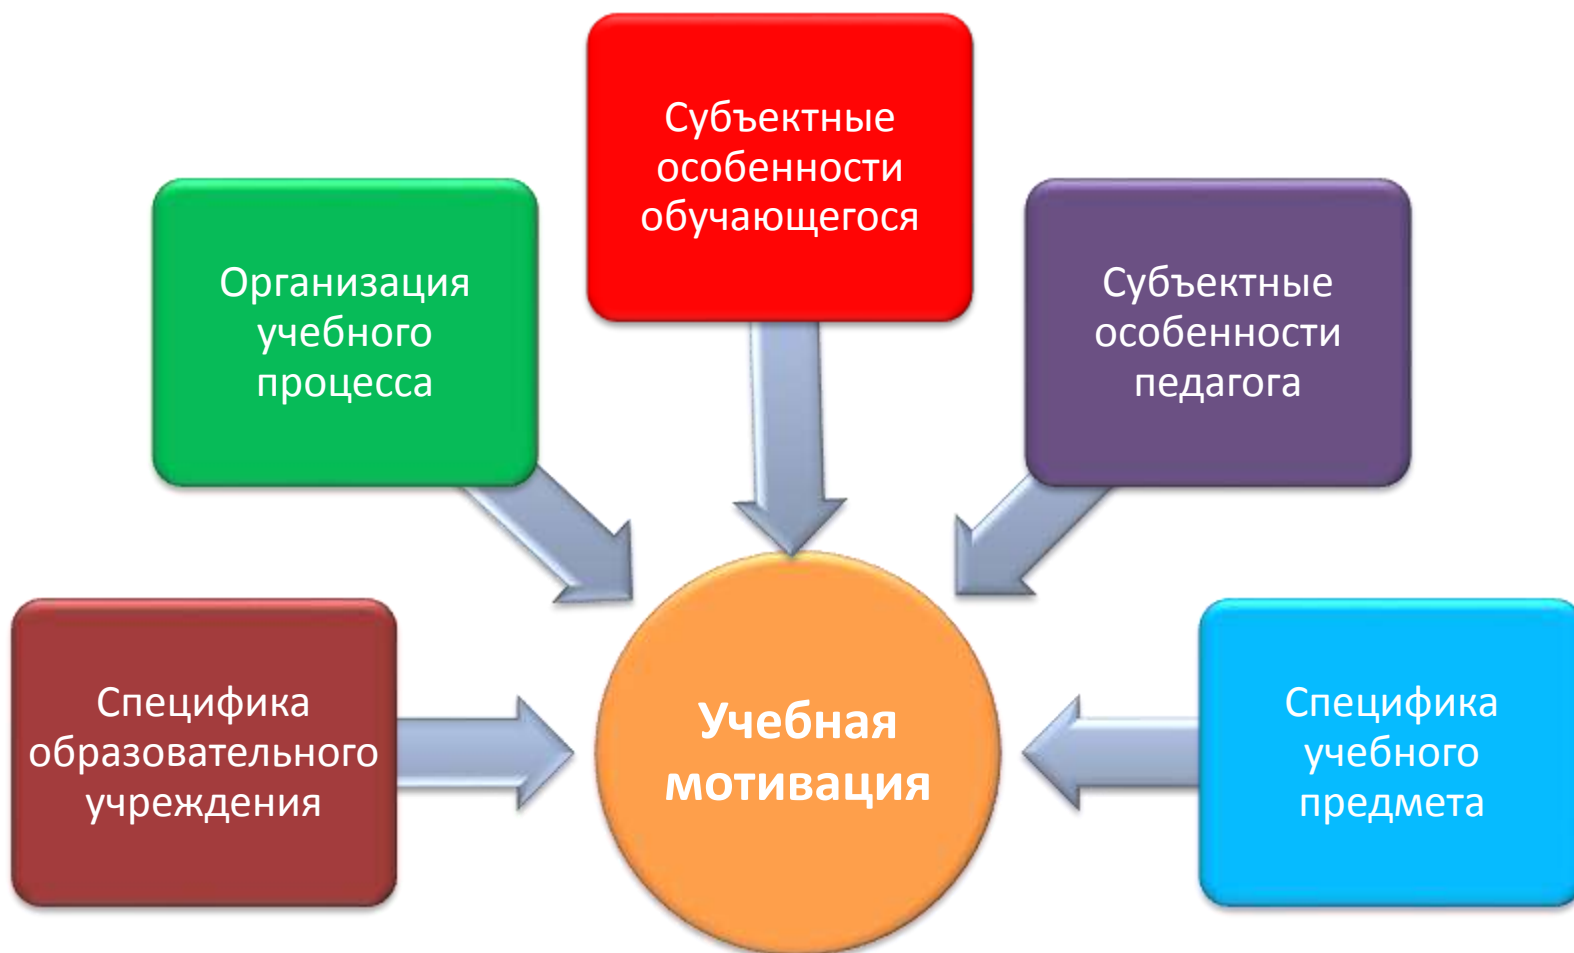 Субъектные
особенности
обучающегося
Организация
учебного
процесса
Субъектные
особенности
педагога
Специфика
образовательного
учреждения
Учебная
мотивация
Специфика
учебного
предмета